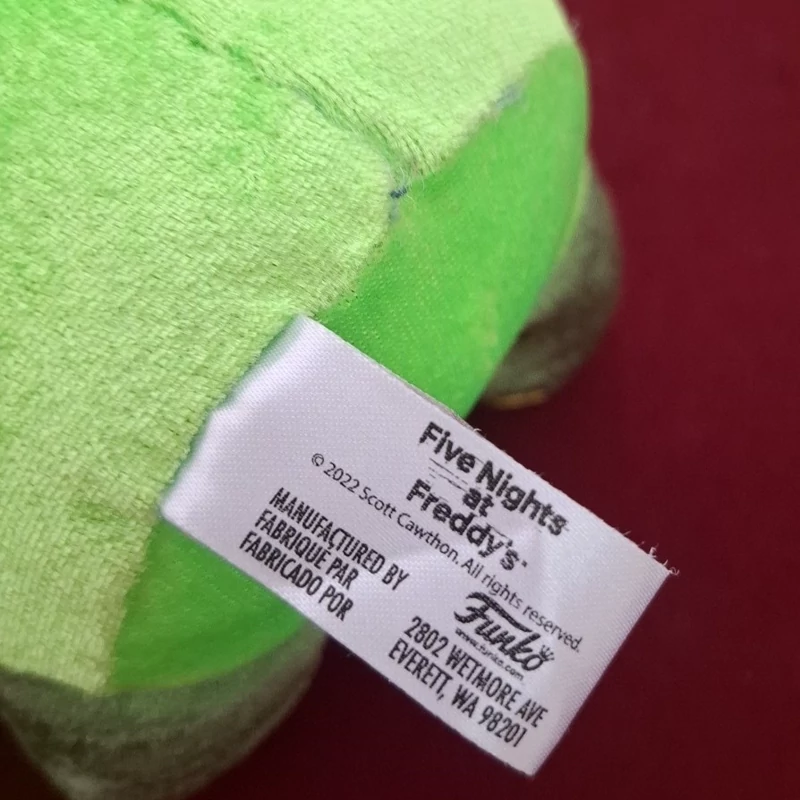 Five Nights
at
Freddy's
© 2022 Scott Cawthon. All rights reserved.
MANUFACTURED BY
FABRIQUÉ PAR
FABRICADO POR
Funko
www.funko.com
2802 WETMORE AVE
EVERETT, WA 98201